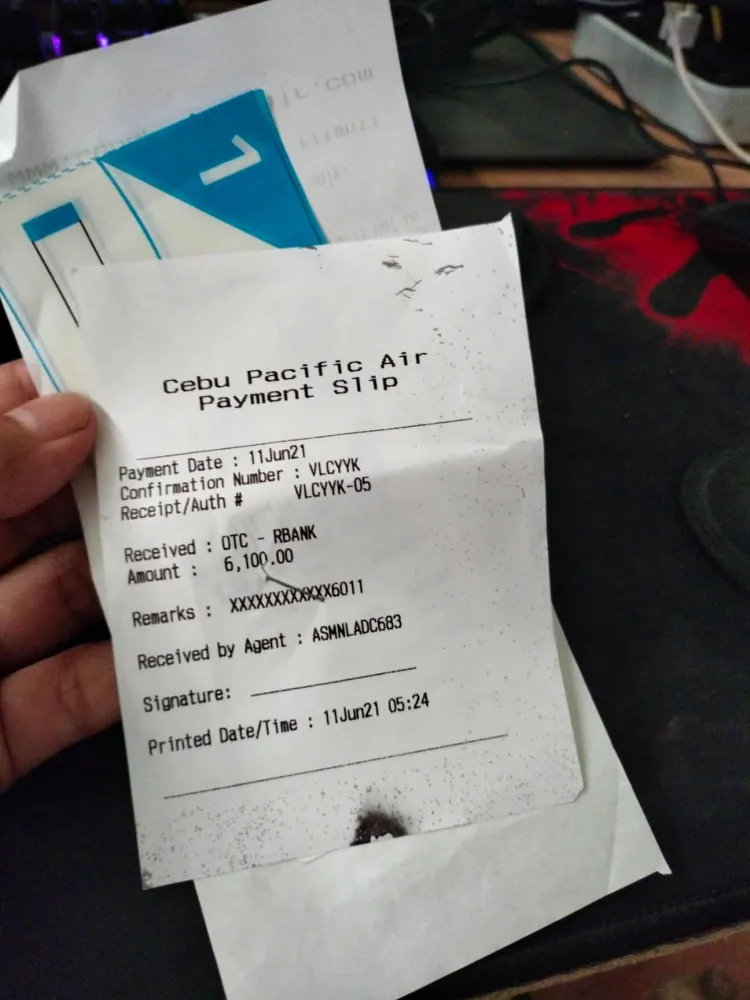 Cebu Pacific Air
Payment Slip
Payment Date : 11Jun21
Confirmation Number : VLCYYK
Receipt/Auth # VLCYYK-05
Received : OTC - RBANK
Amount : 6,100.00
Remarks : XXXXXXXXXXXX6011
Received by Agent : ASMNLADC683
Signature:
Printed Date/Time : 11Jun21 05:24
1